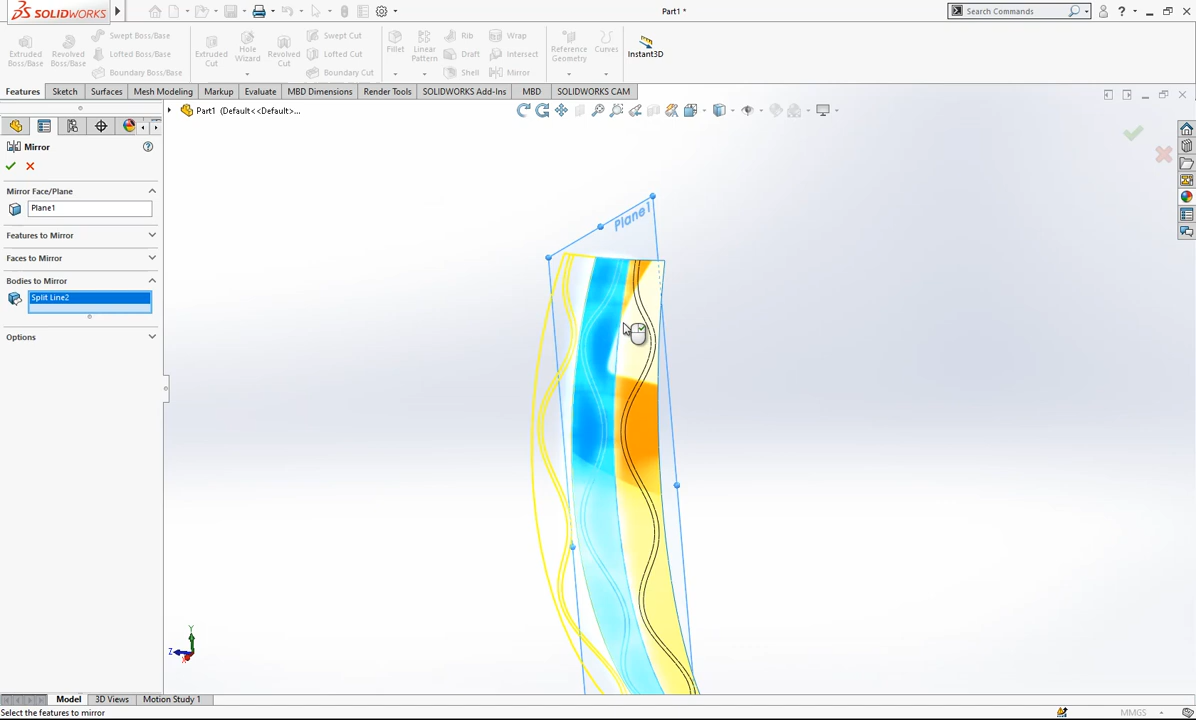 SOLIDWORKS
Part1 *
Search Commands
?
Extruded Boss/Base
Revolved Boss/Base
Swept Boss/Base
Lofted Boss/Base
Boundary Boss/Base
Extruded Cut
Hole Wizard
Revolved Cut
Swept Cut
Lofted Cut
Boundary Cut
Fillet
Linear Pattern
Rib
Draft
Shell
Wrap
Intersect
Mirror
Reference Geometry
Curves
Instant3D
Features
Sketch
Surfaces
Mesh Modeling
Markup
Evaluate
MBD Dimensions
Render Tools
SOLIDWORKS Add-Ins
MBD
SOLIDWORKS CAM
Part1 (Default<<Default>...
Mirror
?
Mirror Face/Plane
Plane1
Features to Mirror
Faces to Mirror
Bodies to Mirror
Split Line2
Options
Plane1
Y
Z
X
Model
3D Views
Motion Study 1
Select the features to mirror
MMGS